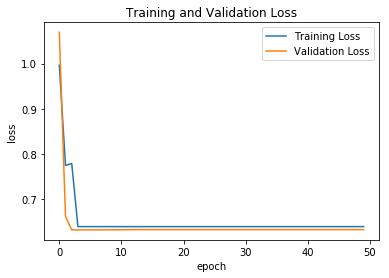 Training and Validation Loss
Training Loss
Validation Loss
1.0
0.9
0.8
0.7
loss
0 10 20 30 40 50
epoch